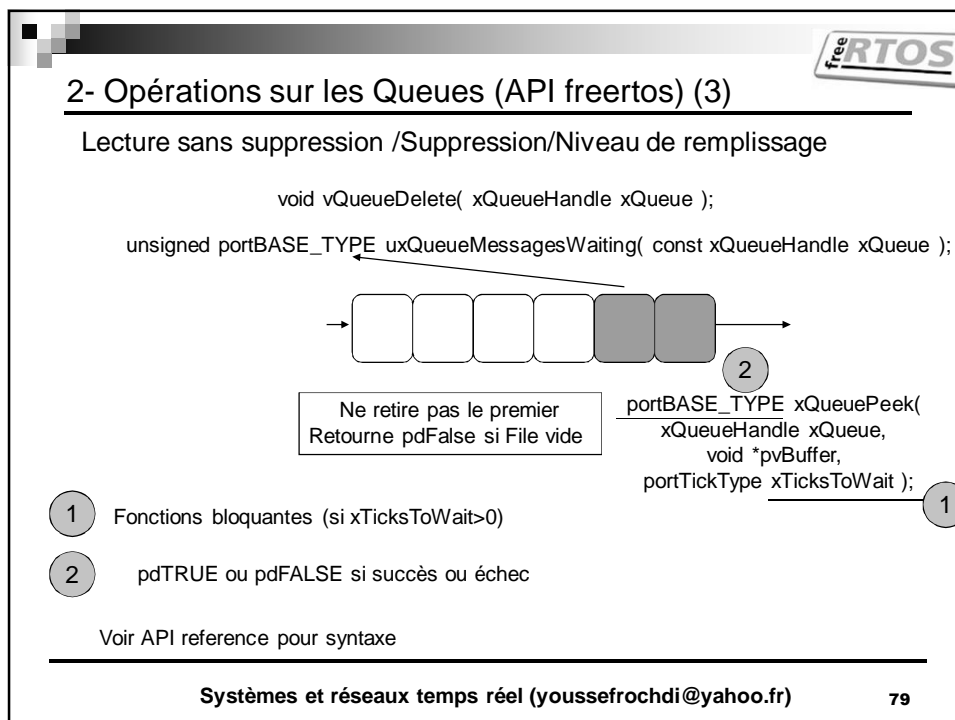 free RTOS
2- Opérations sur les Queues (API freertos) (3)
Lecture sans suppression /Suppression/Niveau de remplissage
void vQueueDelete( xQueueHandle xQueue );
unsigned portBASE_TYPE uxQueueMessagesWaiting( const xQueueHandle xQueue );
2
Ne retire pas le premier
Retourne pdFalse si File vide
portBASE_TYPE xQueuePeek(
xQueueHandle xQueue,
void *pvBuffer,
portTickType xTicksToWait );
1
1 Fonctions bloquantes (si xTicksToWait>0)
2 pdTRUE ou pdFALSE si succès ou échec
Voir API reference pour syntaxe
Systèmes et réseaux temps réel (youssefrochdi@yahoo.fr) 79